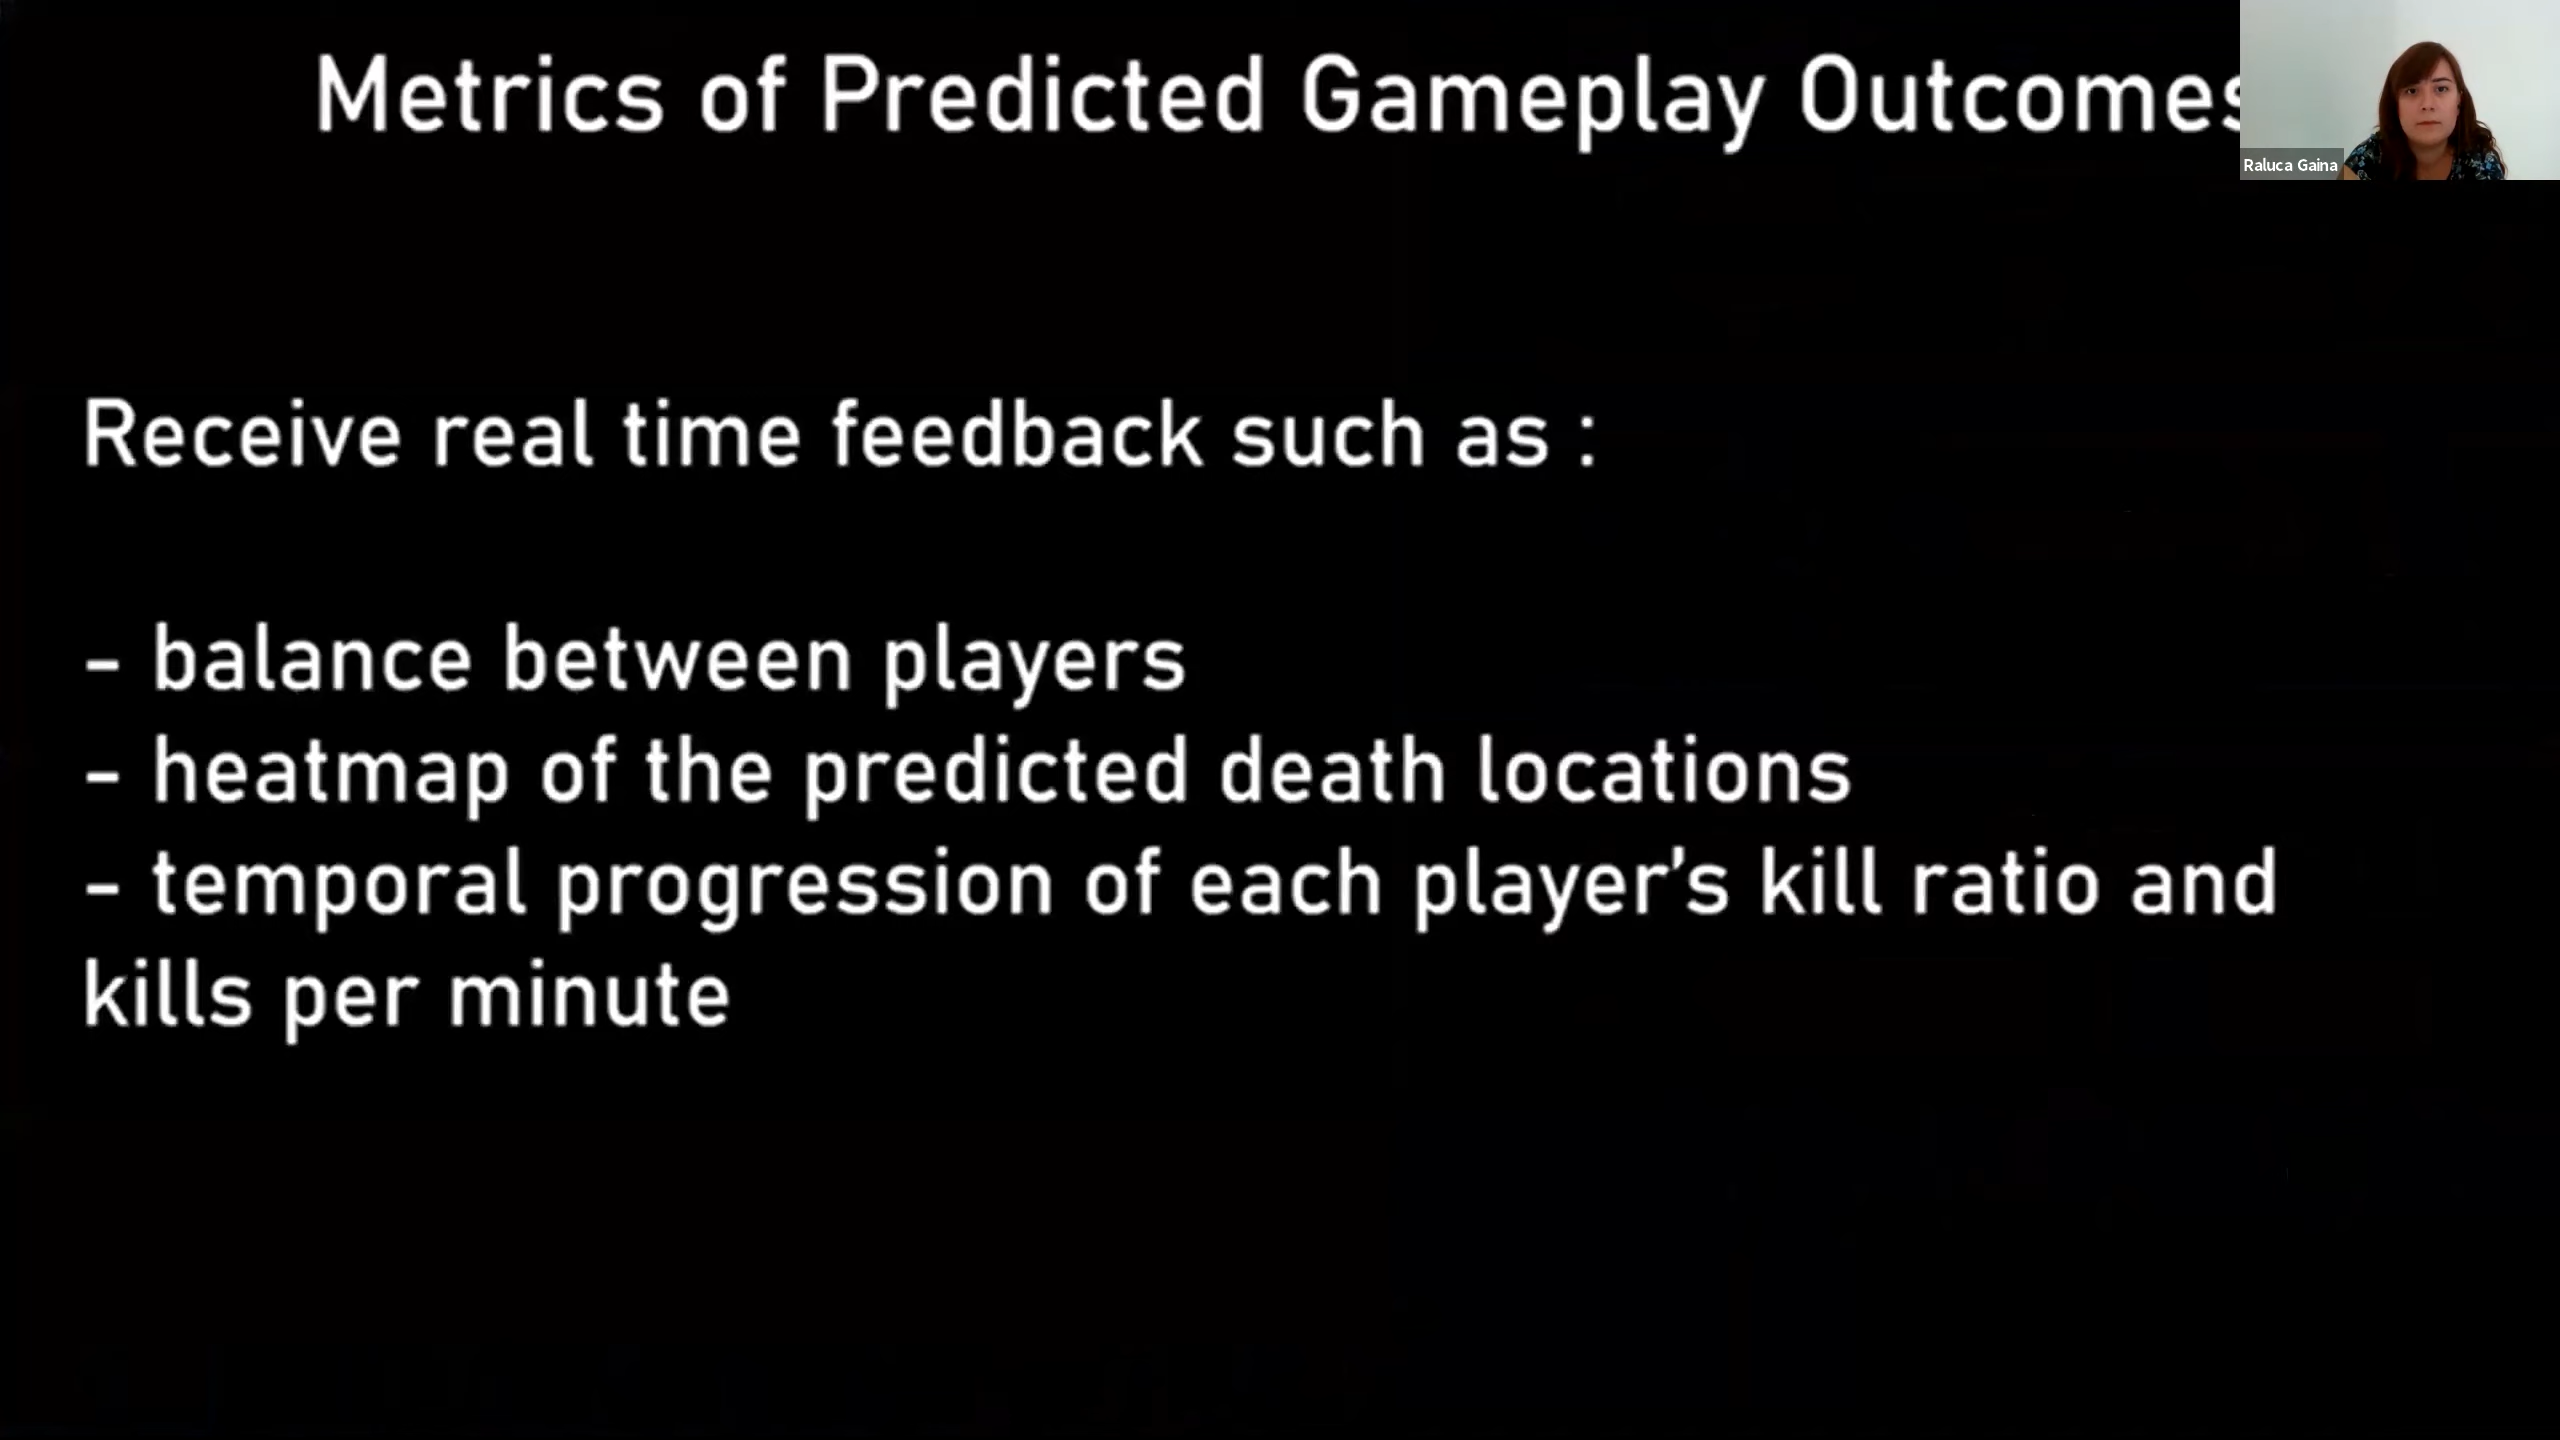 Metrics of Predicted Gameplay Outcomes
Raluca Gaina
Receive real time feedback such as :
- balance between players
- heatmap of the predicted death locations
- temporal progression of each player's kill ratio and
kills per minute